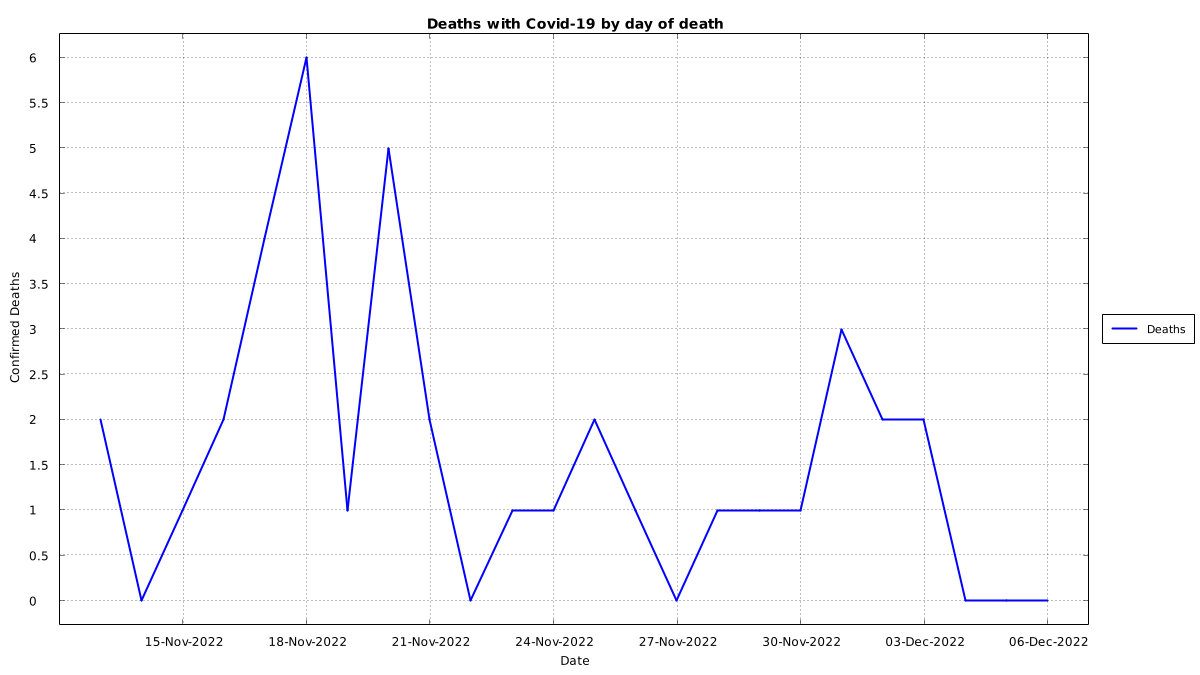 Deaths with Covid-19 by day of death
6
5.5
5
4.5
4
3.5
3
2.5
2
1.5
1
0.5
0
Confirmed Deaths
Deaths
15-Nov-2022 18-Nov-2022 21-Nov-2022 24-Nov-2022 27-Nov-2022 30-Nov-2022 03-Dec-2022 06-Dec-2022
Date